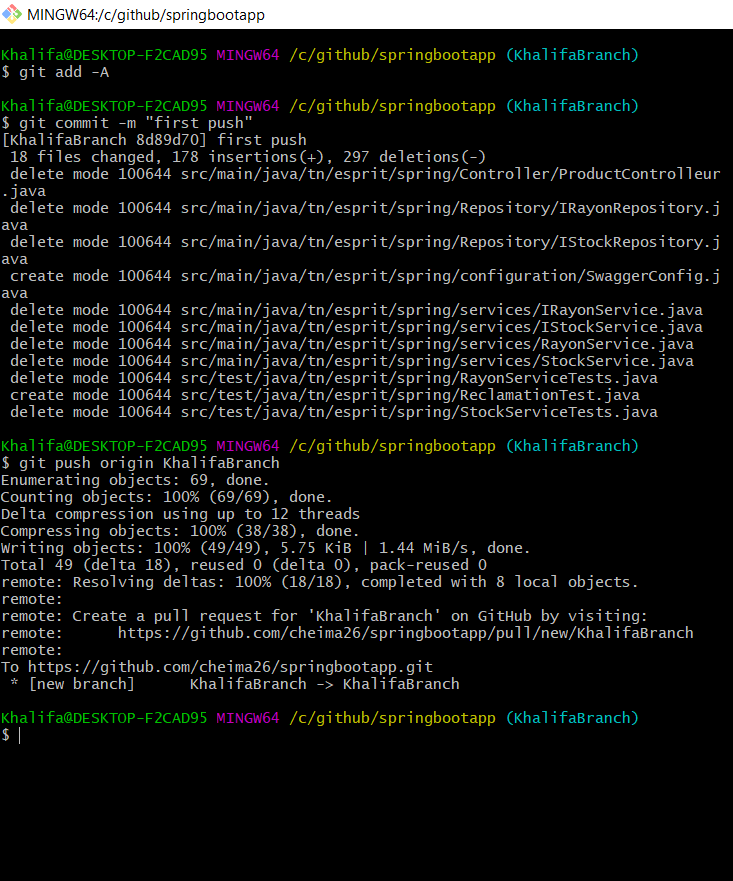 MINGW64:/c/github/springbootapp
Khalifa@DESKTOP-F2CAD95 MINGW64 /c/github/springbootapp (KhalifaBranch)
$ git add -A
Khalifa@DESKTOP-F2CAD95 MINGW64 /c/github/springbootapp (KhalifaBranch)
$ git commit -m "first push"
[KhalifaBranch 8d89d70] first push
 18 files changed, 178 insertions(+), 297 deletions(-)
 delete mode 100644 src/main/java/tn/esprit/spring/Controller/ProductControlleur
.java
 delete mode 100644 src/main/java/tn/esprit/spring/Repository/IRayonRepository.j
ava
 delete mode 100644 src/main/java/tn/esprit/spring/Repository/IStockRepository.j
ava
 create mode 100644 src/main/java/tn/esprit/spring/configuration/SwaggerConfig.j
ava
 delete mode 100644 src/main/java/tn/esprit/spring/services/IRayonService.java
 delete mode 100644 src/main/java/tn/esprit/spring/services/IStockService.java
 delete mode 100644 src/main/java/tn/esprit/spring/services/RayonService.java
 delete mode 100644 src/main/java/tn/esprit/spring/services/StockService.java
 delete mode 100644 src/test/java/tn/esprit/spring/RayonServiceTests.java
 create mode 100644 src/test/java/tn/esprit/spring/ReclamationTest.java
 delete mode 100644 src/test/java/tn/esprit/spring/StockServiceTests.java
Khalifa@DESKTOP-F2CAD95 MINGW64 /c/github/springbootapp (KhalifaBranch)
$ git push origin KhalifaBranch
Enumerating objects: 69, done.
Counting objects: 100% (69/69), done.
Delta compression using up to 12 threads
Compressing objects: 100% (38/38), done.
Writing objects: 100% (49/49), 5.75 KiB | 1.44 MiB/s, done.
Total 49 (delta 18), reused 0 (delta 0), pack-reused 0
remote: Resolving deltas: 100% (18/18), completed with 8 local objects.
remote:
remote: Create a pull request for 'KhalifaBranch' on GitHub by visiting:
remote:      https://github.com/cheima26/springbootapp/pull/new/KhalifaBranch
remote:
To https://github.com/cheima26/springbootapp.git
 * [new branch]      KhalifaBranch -> KhalifaBranch
Khalifa@DESKTOP-F2CAD95 MINGW64 /c/github/springbootapp (KhalifaBranch)
$